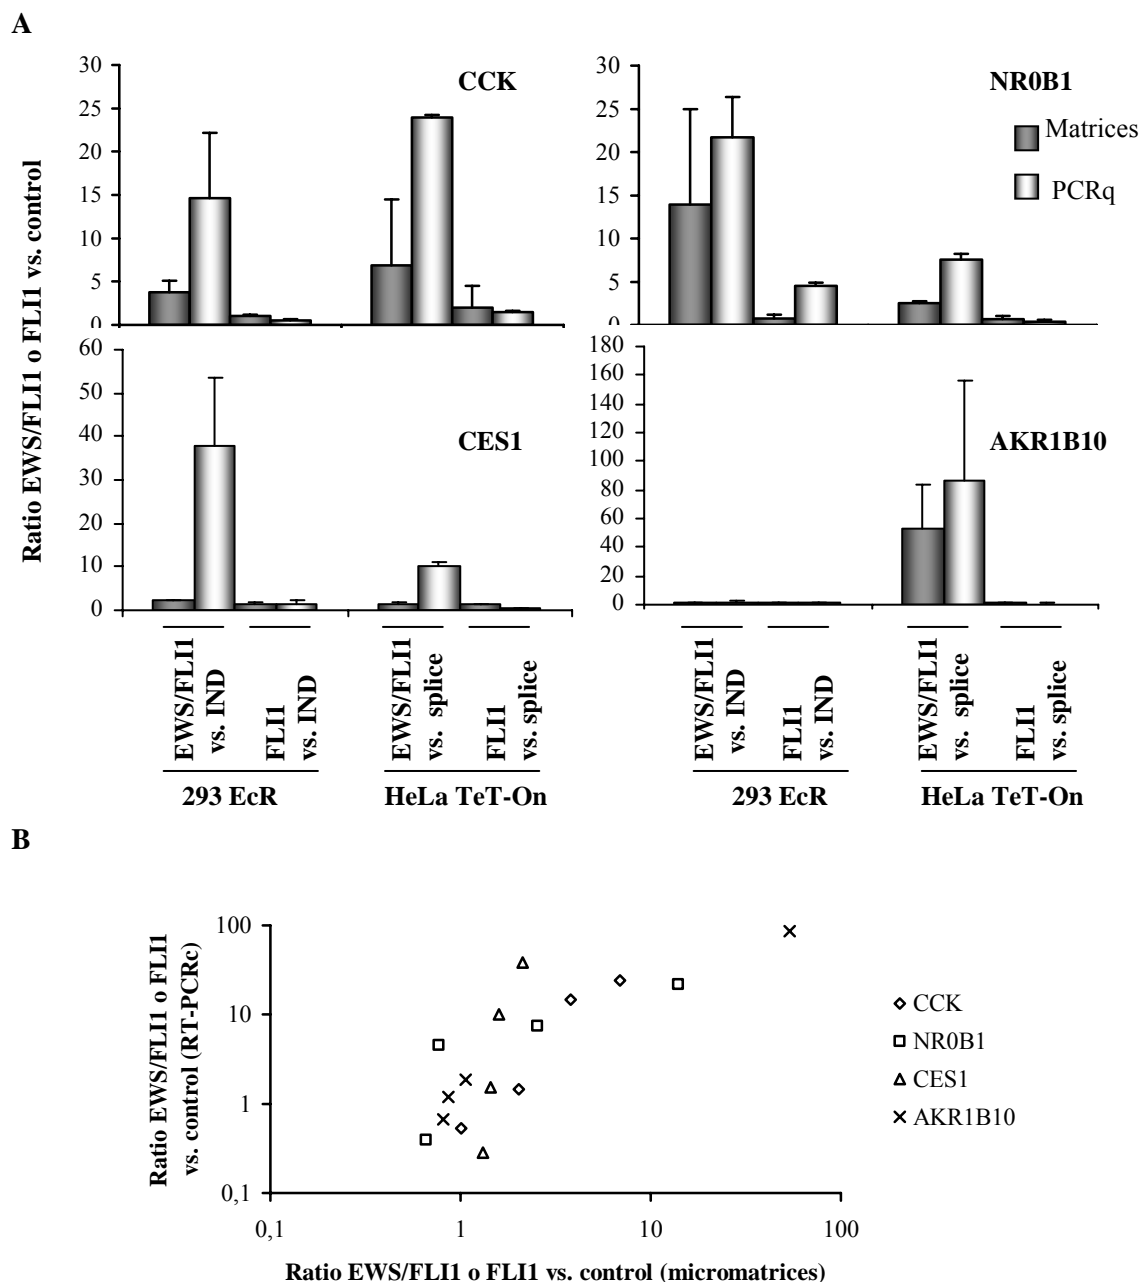 A
Ratio EWS/FLI1 o FLI1 vs. control
30
25
20
15
10
5
0
CCK
30
25
20
15
10
5
0
NR0B1
Matrices
PCRq
60
50
40
30
20
10
0
CES1
180
160
140
120
100
80
60
40
20
0
AKR1B10
EWS/FLI1
vs. IND
FLI1
vs. IND
EWS/FLI1
vs. splice
FLI1
vs. splice
293 EcR
HeLa TeT-On
EWS/FLI1
vs. IND
FLI1
vs. IND
EWS/FLI1
vs. splice
FLI1
vs. splice
293 EcR
HeLa TeT-On
B
Ratio EWS/FLI1 o FLI1
vs. control (RT-PCRc)
100
10
1
0,1
0,1
1
10
100
Ratio EWS/FLI1 o FLI1 vs. control (micromatrices)
CCK
NR0B1
CES1
AKR1B10